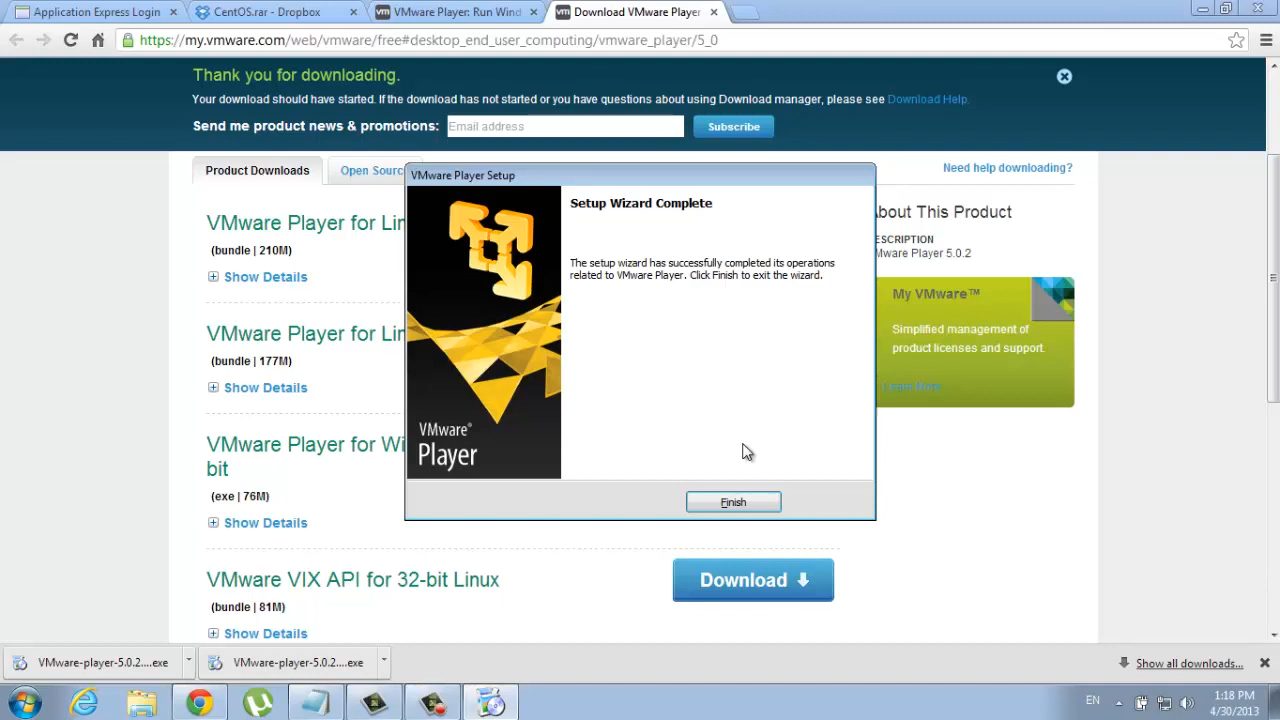 Application Express Login
CentOS.rar - Dropbox
VMware Player: Run Wind
Download VMware Player
https://my.vmware.com/web/vmware/free#desktop_end_user_computing/vmware_player/5_0
Thank you for downloading.
Your download should have started. If the download has not started or you have questions about using Download manager, please see Download Help.
Send me product news & promotions:
Email address
Subscribe
Product Downloads
Open Sourc
Need help downloading?
VMware Player for Lin
(bundle | 210M)
Show Details
VMware Player for Lin
(bundle | 177M)
Show Details
VMware Player for Wi
bit
(exe | 76M)
Show Details
VMware VIX API for 32-bit Linux
(bundle | 81M)
Show Details
Download
VMware Player Setup
Setup Wizard Complete
The setup wizard has successfully completed its operations
related to VMware Player. Click Finish to exit the wizard.
VMware®
Player
Finish
About This Product
ESCRIPTION
Mware Player 5.0.2
My VMware™
Simplified management of
product licenses and support.
Learn More
VMware-player-5.0.2....exe
VMware-player-5.0.2....exe
Show all downloads...
EN
1:18 PM
4/30/2013